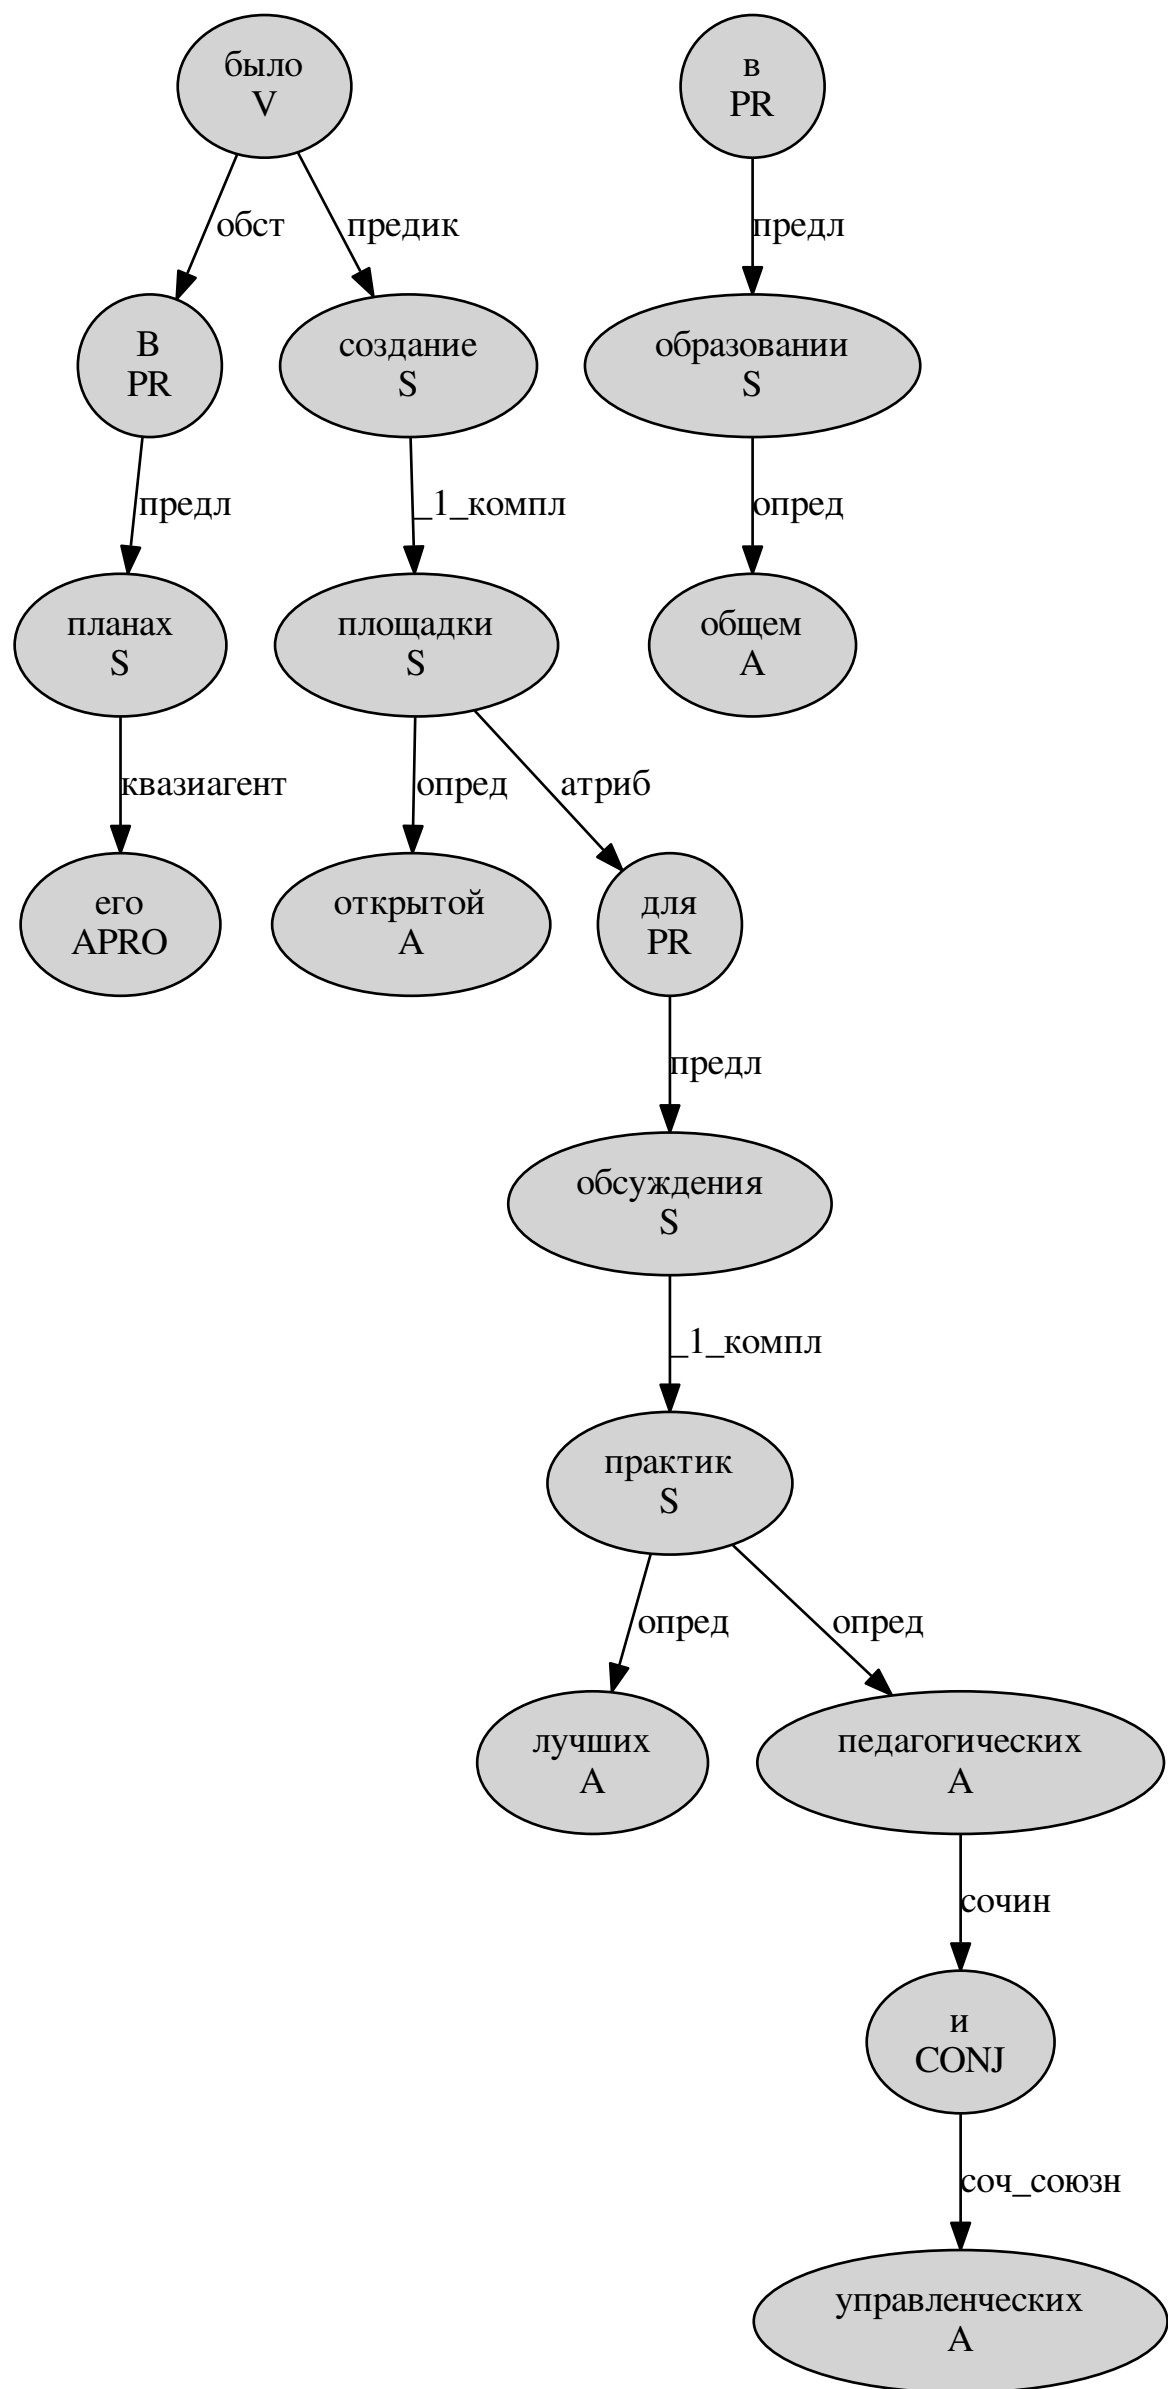 было
V
в
PR
обст
предик
предл
В
PR
создание
S
образовании
S
предл
_1_компл
опред
планах
S
площадки
S
общем
A
квазиагент
опред
атриб
его
APRO
открытой
A
для
PR
предл
обсуждения
S
_1_компл
практик
S
опред
опред
лучших
A
педагогических
A
сочин
и
CONJ
соч_союзн
управленческих
A